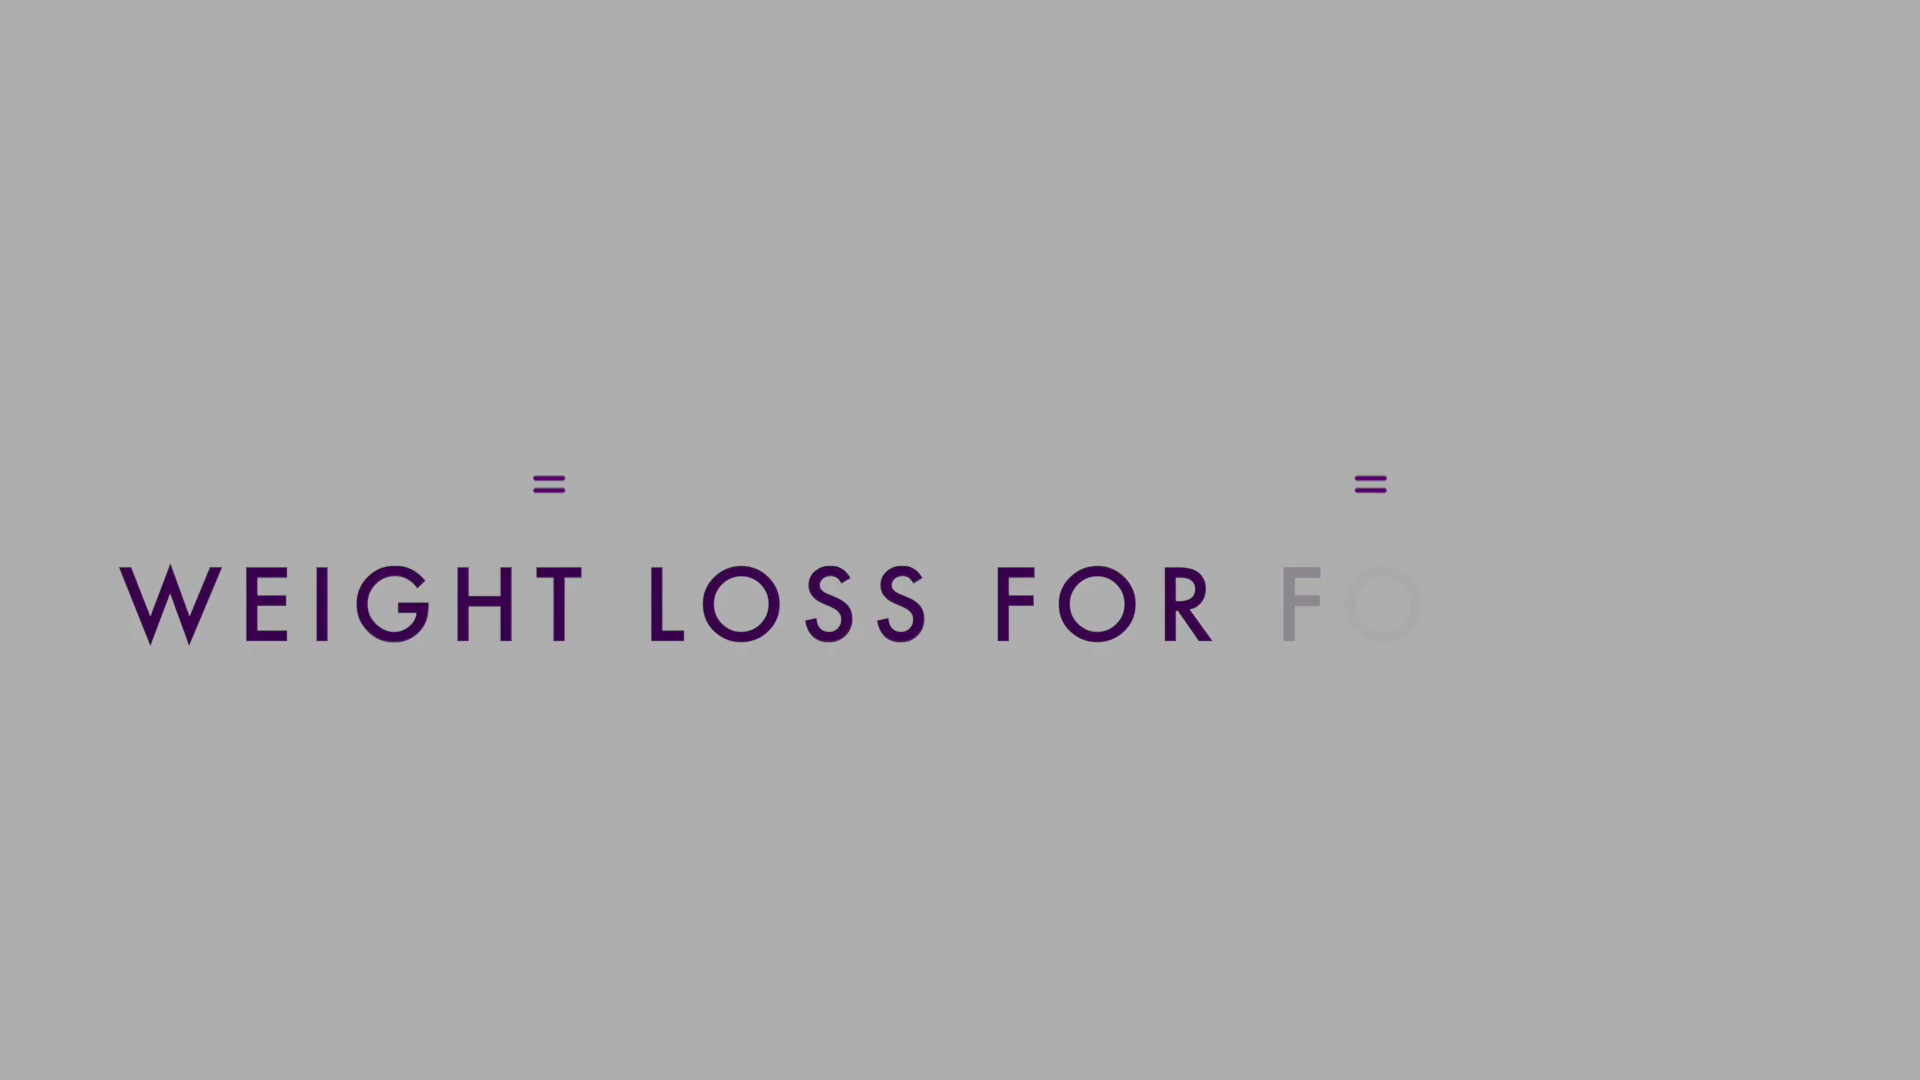 = =
WEIGHT LOSS FOR FO